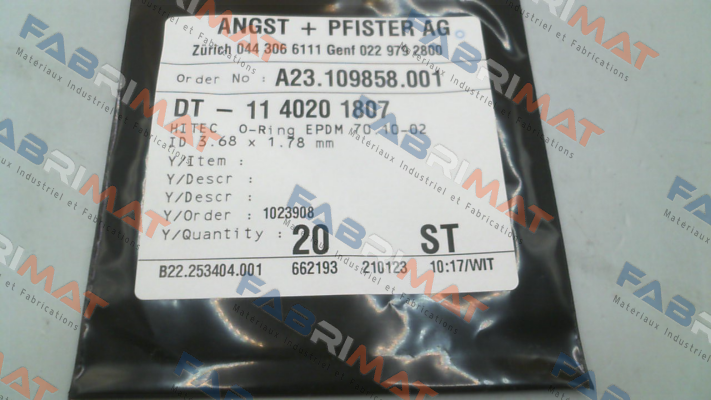 ANGST + PFISTER AG
Zürich 044 306 6111 Genf 022 979 2800
Order No : A23.109858.001
DT - 11 4020 1807
HITEC O-Ring EPDM 70.10-02
ID 3.68 x 1.78 mm
Y/Item :
Y/Descr :
Y/Descr :
Y/Order : 1023908
Y/Quantity : 20 ST
B22.253404.001 662193 210123 10:17/WIT
FABRIMAT
Matériaux Industriel et Fabrications